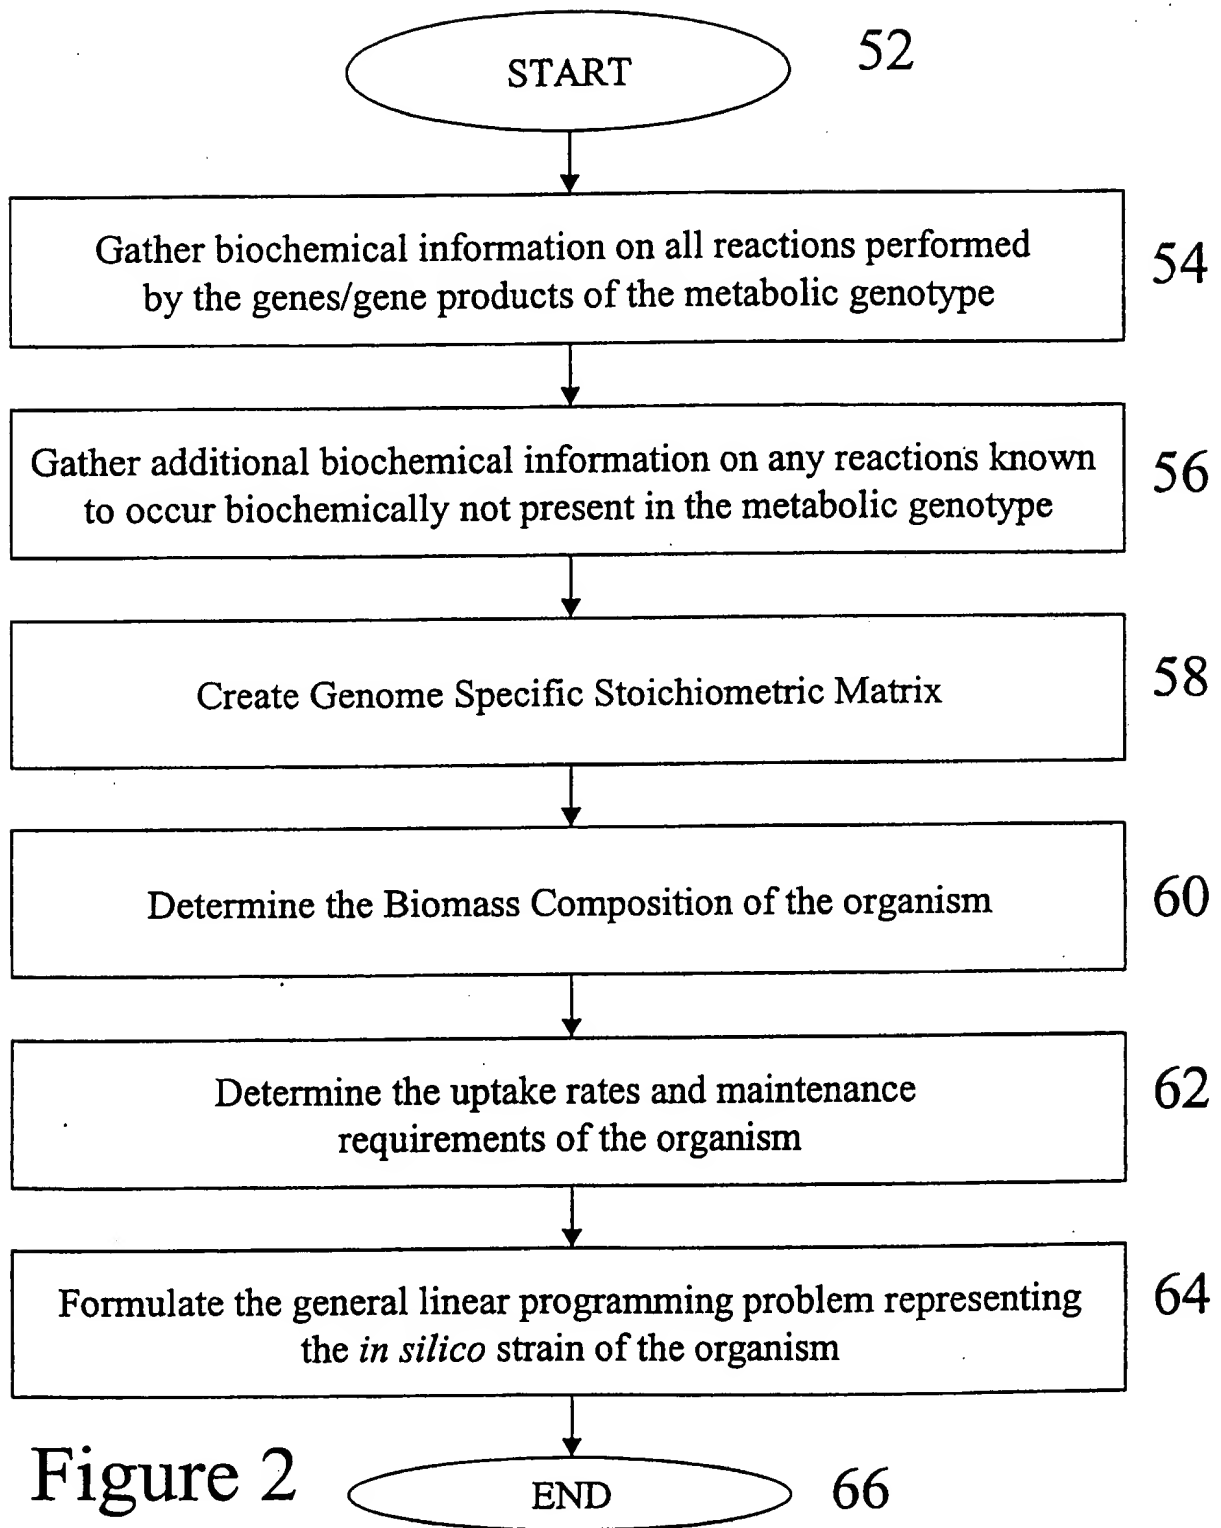 START
52
Gather biochemical information on all reactions performed
by the genes/gene products of the metabolic genotype
54
Gather additional biochemical information on any reactions known
to occur biochemically not present in the metabolic genotype
56
Create Genome Specific Stoichiometric Matrix
58
Determine the Biomass Composition of the organism
60
Determine the uptake rates and maintenance
requirements of the organism
62
Formulate the general linear programming problem representing
the in silico strain of the organism
64
Figure 2
END
66